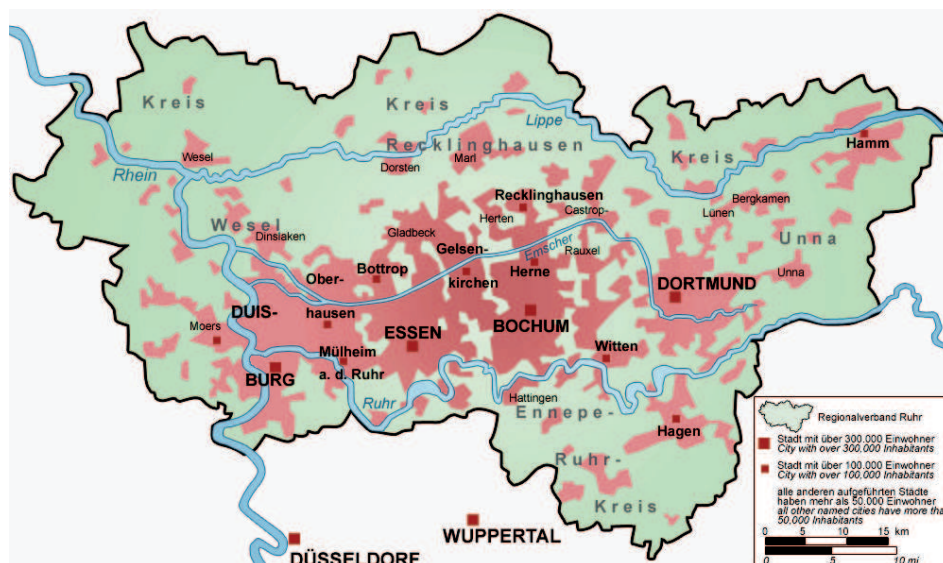 Kreis
Kreis
Recklinghausen
Lippe
Hamm
Wesel
Rhein
Dorsten
Marl
Kreis
Bergkamen
Lünen
Recklinghausen
Herten
Castrop-
Rauxel
Wesel
Dinslaken
Gladbeck
Gelsen-
kirchen
Emscher
Herne
Unna
Unna
Bottrop
Ober-
hausen
DORTMUND
DUIS-
BURG
Moers
ESSEN
BOCHUM
Mülheim
a. d. Ruhr
Witten
Ruhr
Hattingen
Ennepe-
Ruhr-
Kreis
Hagen
WUPPERTAL
DÜSSELDORF
Regionalverband Ruhr
Stadt mit über 300.000 Einwohner
City with over 300,000 Inhabitants
Stadt mit über 100.000 Einwohner
City with over 100,000 Inhabitants
alle anderen aufgeführten Städte
haben mehr als 50.000 Einwohner
all other named cities have more tha
50,000 Inhabitants
0 5 10 15 km
0 5 10 mi